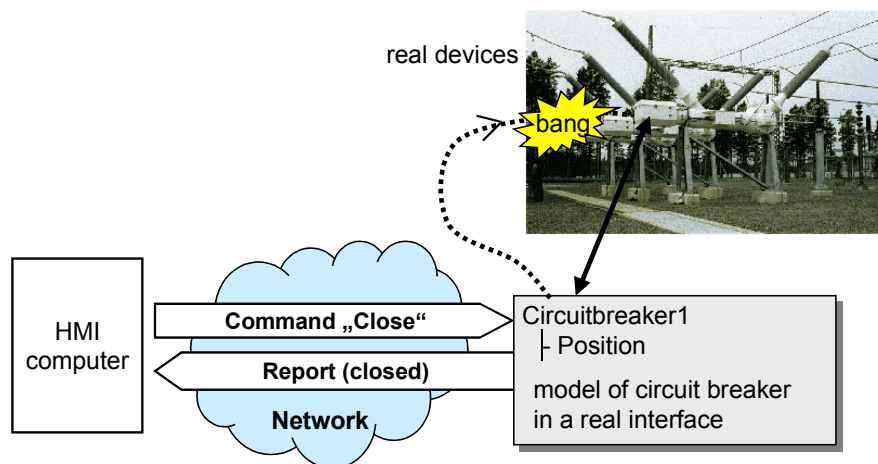 real devices
bang
HMI
computer
Command „Close“
Report (closed)
Network
Circuitbreaker1
Position
model of circuit breaker
in a real interface